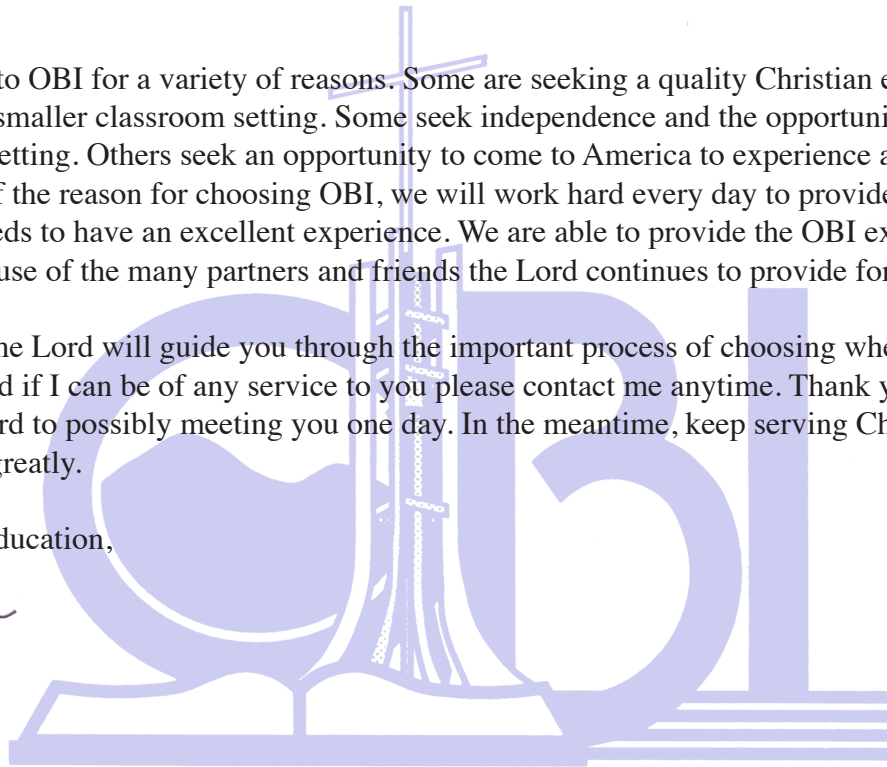 to OBI for a variety of reasons. Some are seeking a quality Christian
smaller classroom setting. Some seek independence and the
etting. Others seek an opportunity to come to America to experience
f the reason for choosing OBI, we will work hard every day to provide
eds to have an excellent experience. We are able to provide the OBI
use of the many partners and friends the Lord continues to provide for
he Lord will guide you through the important process of choosing
d if I can be of any service to you please contact me anytime. Thank
rd to possibly meeting you one day. In the meantime, keep serving
greatly.
ducation,
OBI